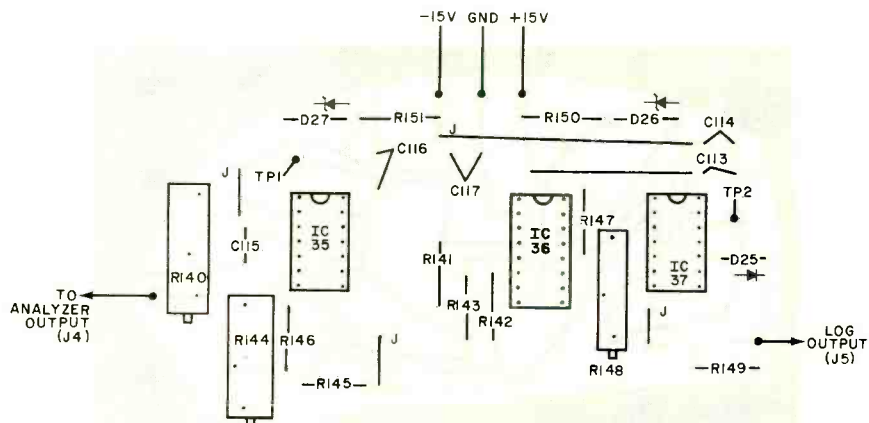 -15V GND +15V
D27 R151 J R150 D26 C114
C116 C113
J TP1 C117 TP2
R147
IC
35
IC
36
C115 R141 IC
37
D25
R140
TO
ANALYZER
OUTPUT
(J4)
R143 R142
R144 R146 J J
LOG
OUTPUT
(J5)
R145 R148 R149